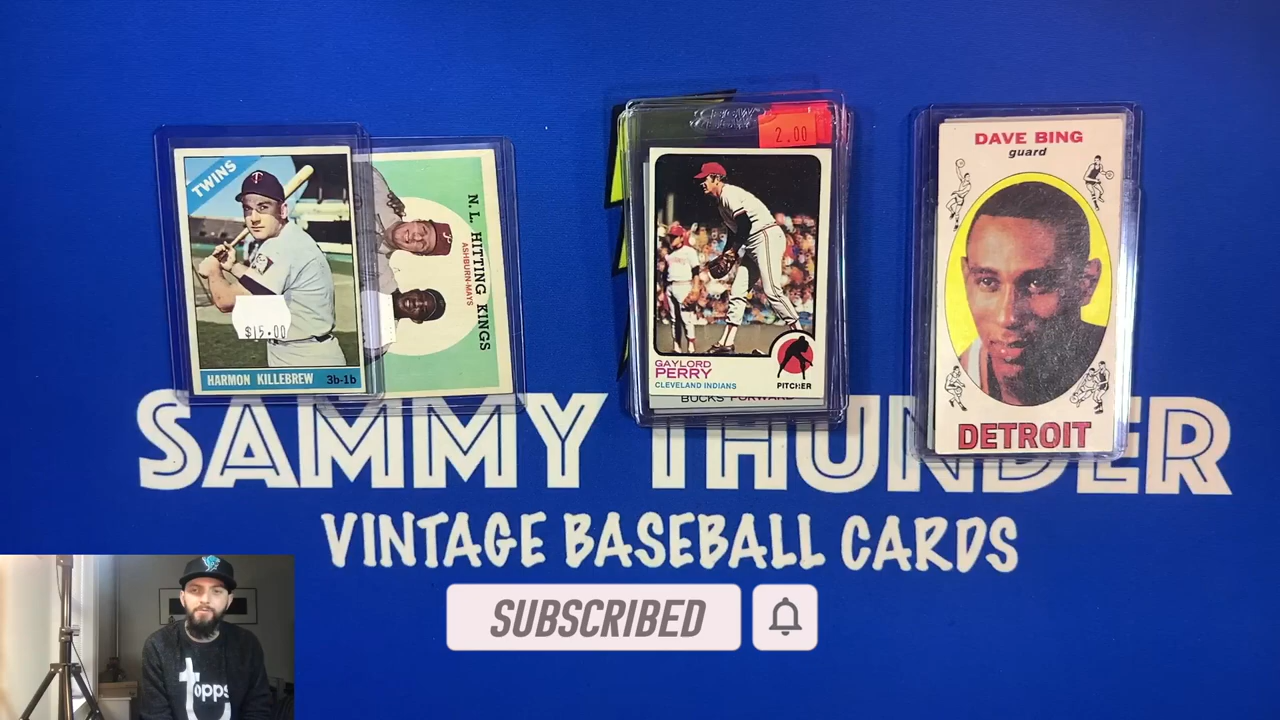 TWINS
$15.00
HARMON KILLEBREW 3b-1b
N.L. HITTING KINGS
ASHBURN-MAYS
2.00
GAYLORD
PERRY
CLEVELAND INDIANS
PITCHER
BUCKS FORWARD
DAVE BING
guard
DETROIT
SAMMY THUNDER
VINTAGE BASEBALL CARDS
SUBSCRIBED
topps